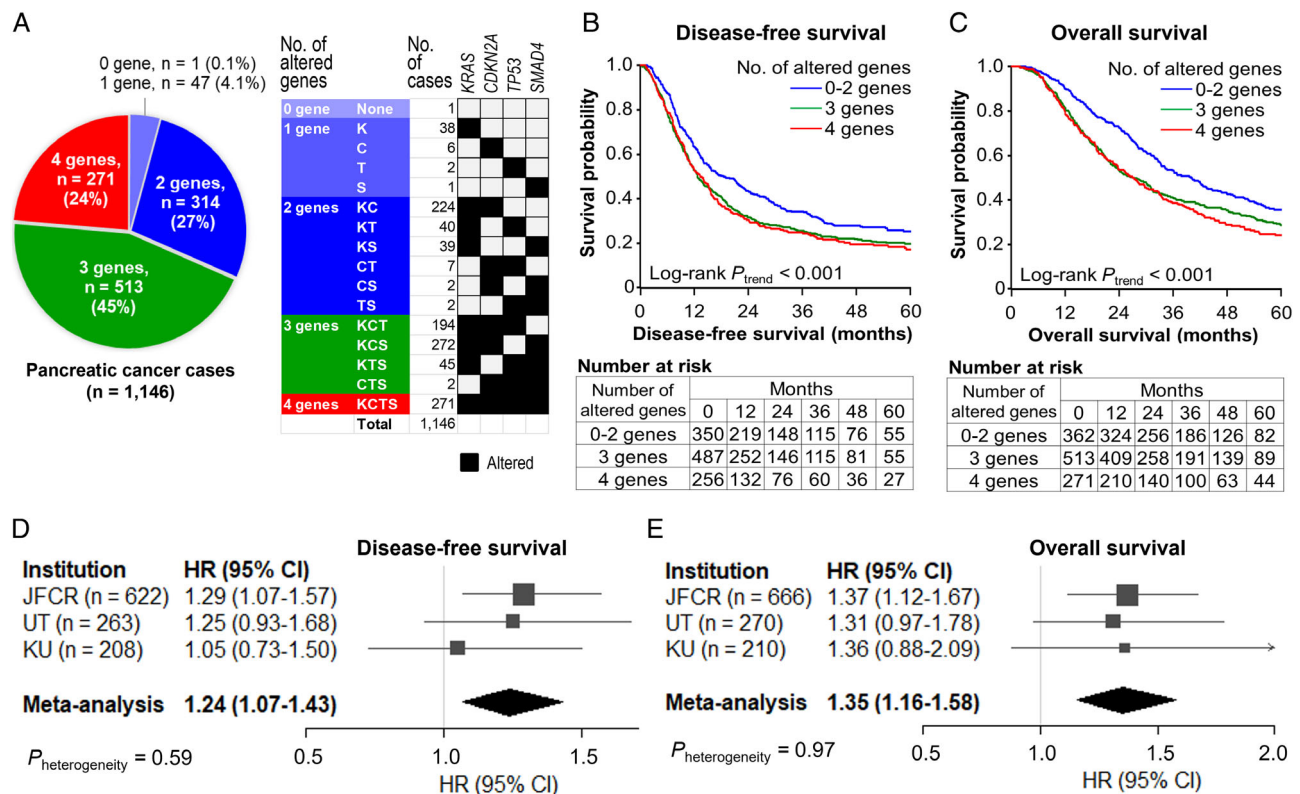 A
0 gene, n = 1 (0.1%)
1 gene, n = 47 (4.1%)
4 genes,
n = 271
(24%)
2 genes,
n = 314
(27%)
3 genes,
n = 513
(45%)
Pancreatic cancer cases
(n = 1,146)
No. of altered genes No. of cases KRAS CDKN2A TP53 SMAD4
0 gene None 1
1 gene K 38
C 6
T 2
S 1
2 genes KC 224
KT 40
KS 39
CT 7
CS 2
TS 2
3 genes KCT 194
KCS 272
KTS 45
CTS 2
4 genes KCTS 271
Total 1,146
Altered
B
Disease-free survival
No. of altered genes
0-2 genes
3 genes
4 genes
Survival probability
1.0
0.8
0.6
0.4
0.2
0
Log-rank Ptrend < 0.001
0 12 24 36 48 60
Disease-free survival (months)
Number at risk
Number of altered genes Months
0 12 24 36 48 60
0-2 genes 350 219 148 115 76 55
3 genes 487 252 146 115 81 55
4 genes 256 132 76 60 36 27
C
Overall survival
No. of altered genes
0-2 genes
3 genes
4 genes
Survival probability
1.0
0.8
0.6
0.4
0.2
0
Log-rank Ptrend < 0.001
0 12 24 36 48 60
Overall survival (months)
Number at risk
Number of altered genes Months
0 12 24 36 48 60
0-2 genes 362 324 256 186 126 82
3 genes 513 409 258 191 139 89
4 genes 271 210 140 100 63 44
D
Disease-free survival
Institution HR (95% CI)
JFCR (n = 622) 1.29 (1.07-1.57)
UT (n = 263) 1.25 (0.93-1.68)
KU (n = 208) 1.05 (0.73-1.50)
Meta-analysis 1.24 (1.07-1.43)
Pheterogeneity = 0.59
0.5 1.0 1.5
HR (95% CI)
E
Overall survival
Institution HR (95% CI)
JFCR (n = 666) 1.37 (1.12-1.67)
UT (n = 270) 1.31 (0.97-1.78)
KU (n = 210) 1.36 (0.88-2.09)
Meta-analysis 1.35 (1.16-1.58)
Pheterogeneity = 0.97
0.5 1.0 1.5 2.0
HR (95% CI)